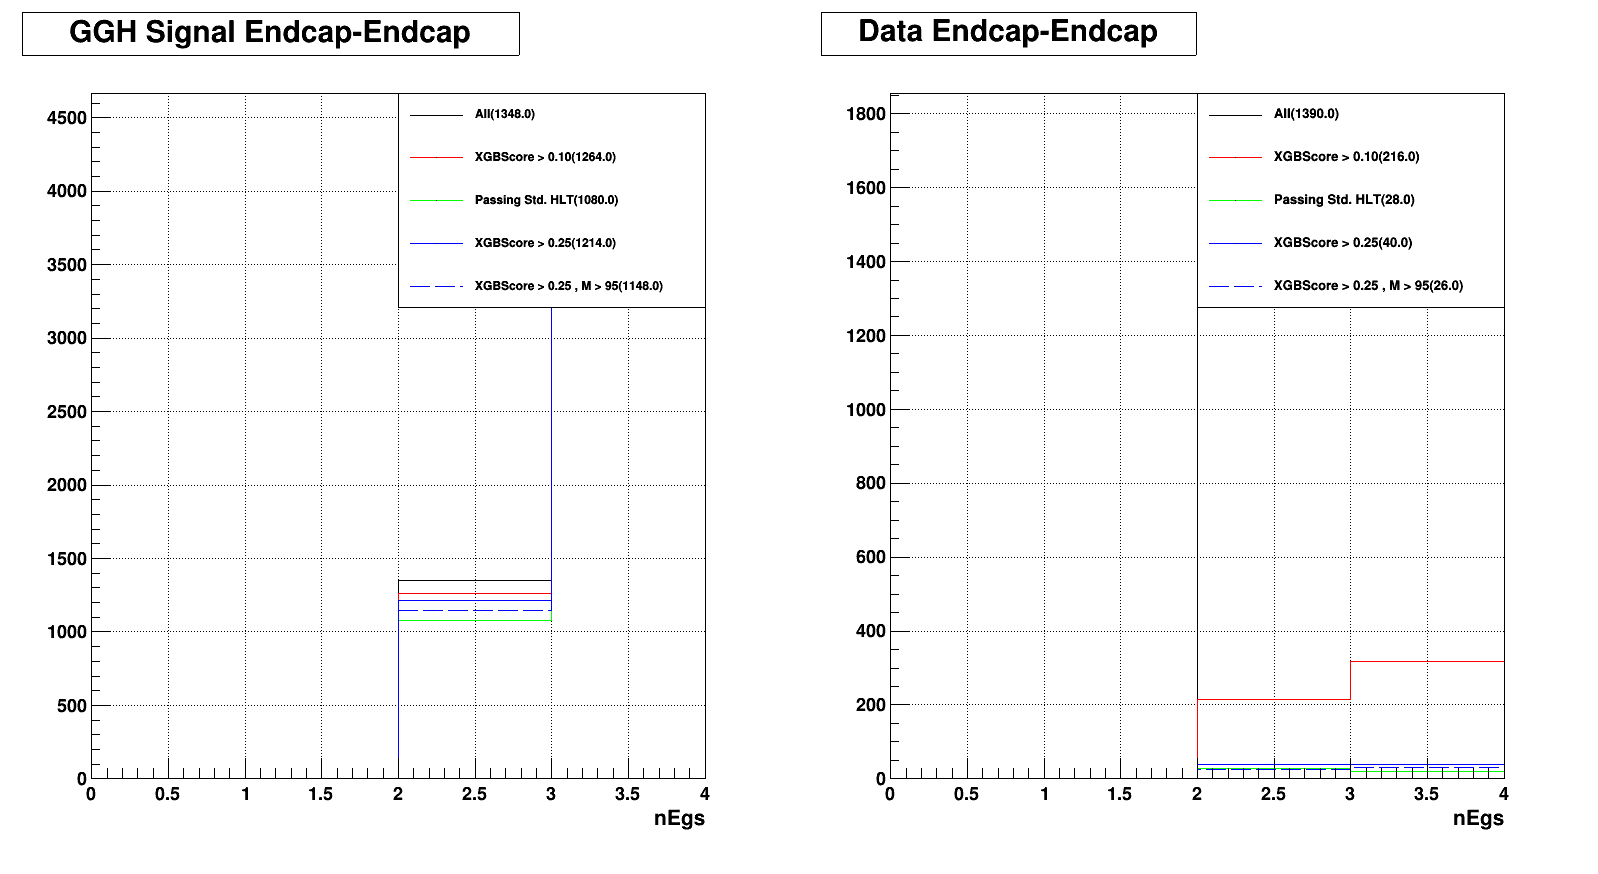 GGH Signal Endcap-Endcap
4500
4000
3500
3000
2500
2000
1500
1000
500
0
All(1348.0)
XGBScore > 0.10(1264.0)
Passing Std. HLT(1080.0)
XGBScore > 0.25(1214.0)
XGBScore > 0.25 , M > 95(1148.0)
0 0.5 1 1.5 2 2.5 3 3.5 4
nEgs
Data Endcap-Endcap
1800
1600
1400
1200
1000
800
600
400
200
0
All(1390.0)
XGBScore > 0.10(216.0)
Passing Std. HLT(28.0)
XGBScore > 0.25(40.0)
XGBScore > 0.25 , M > 95(26.0)
0 0.5 1 1.5 2 2.5 3 3.5 4
nEgs